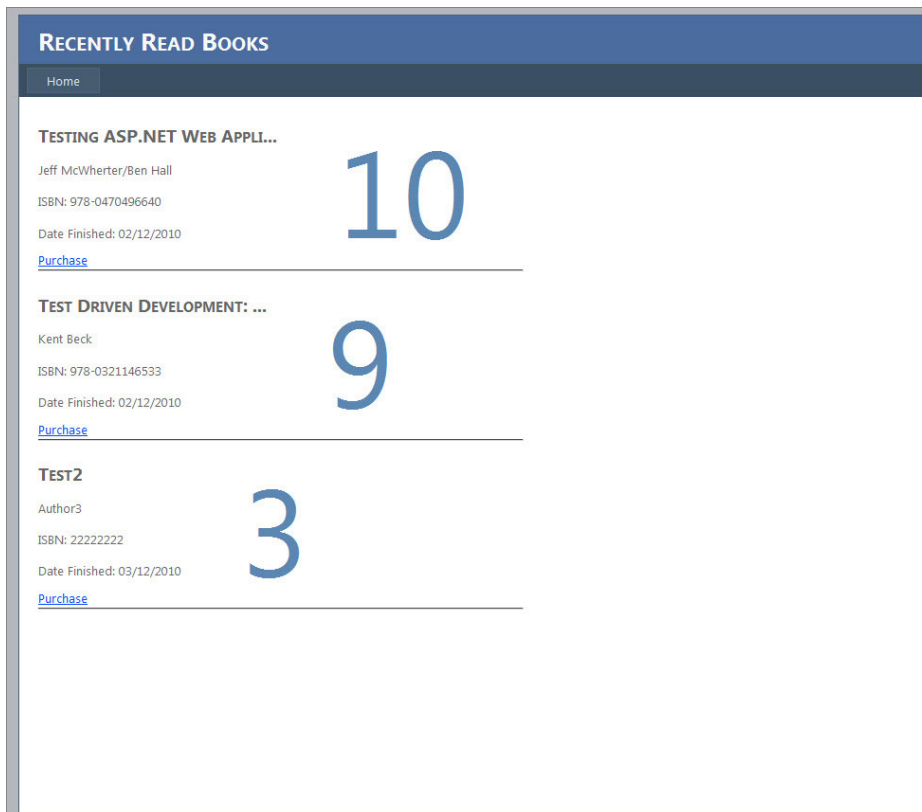 Recently Read Books
Home
Testing ASP.NET Web Appli...
Jeff McWherter/Ben Hall
10
ISBN: 978-0470496640
Date Finished: 02/12/2010
Purchase
Test Driven Development: ...
Kent Beck
9
ISBN: 978-0321146533
Date Finished: 02/12/2010
Purchase
Test2
Author3
3
ISBN: 22222222
Date Finished: 03/12/2010
Purchase